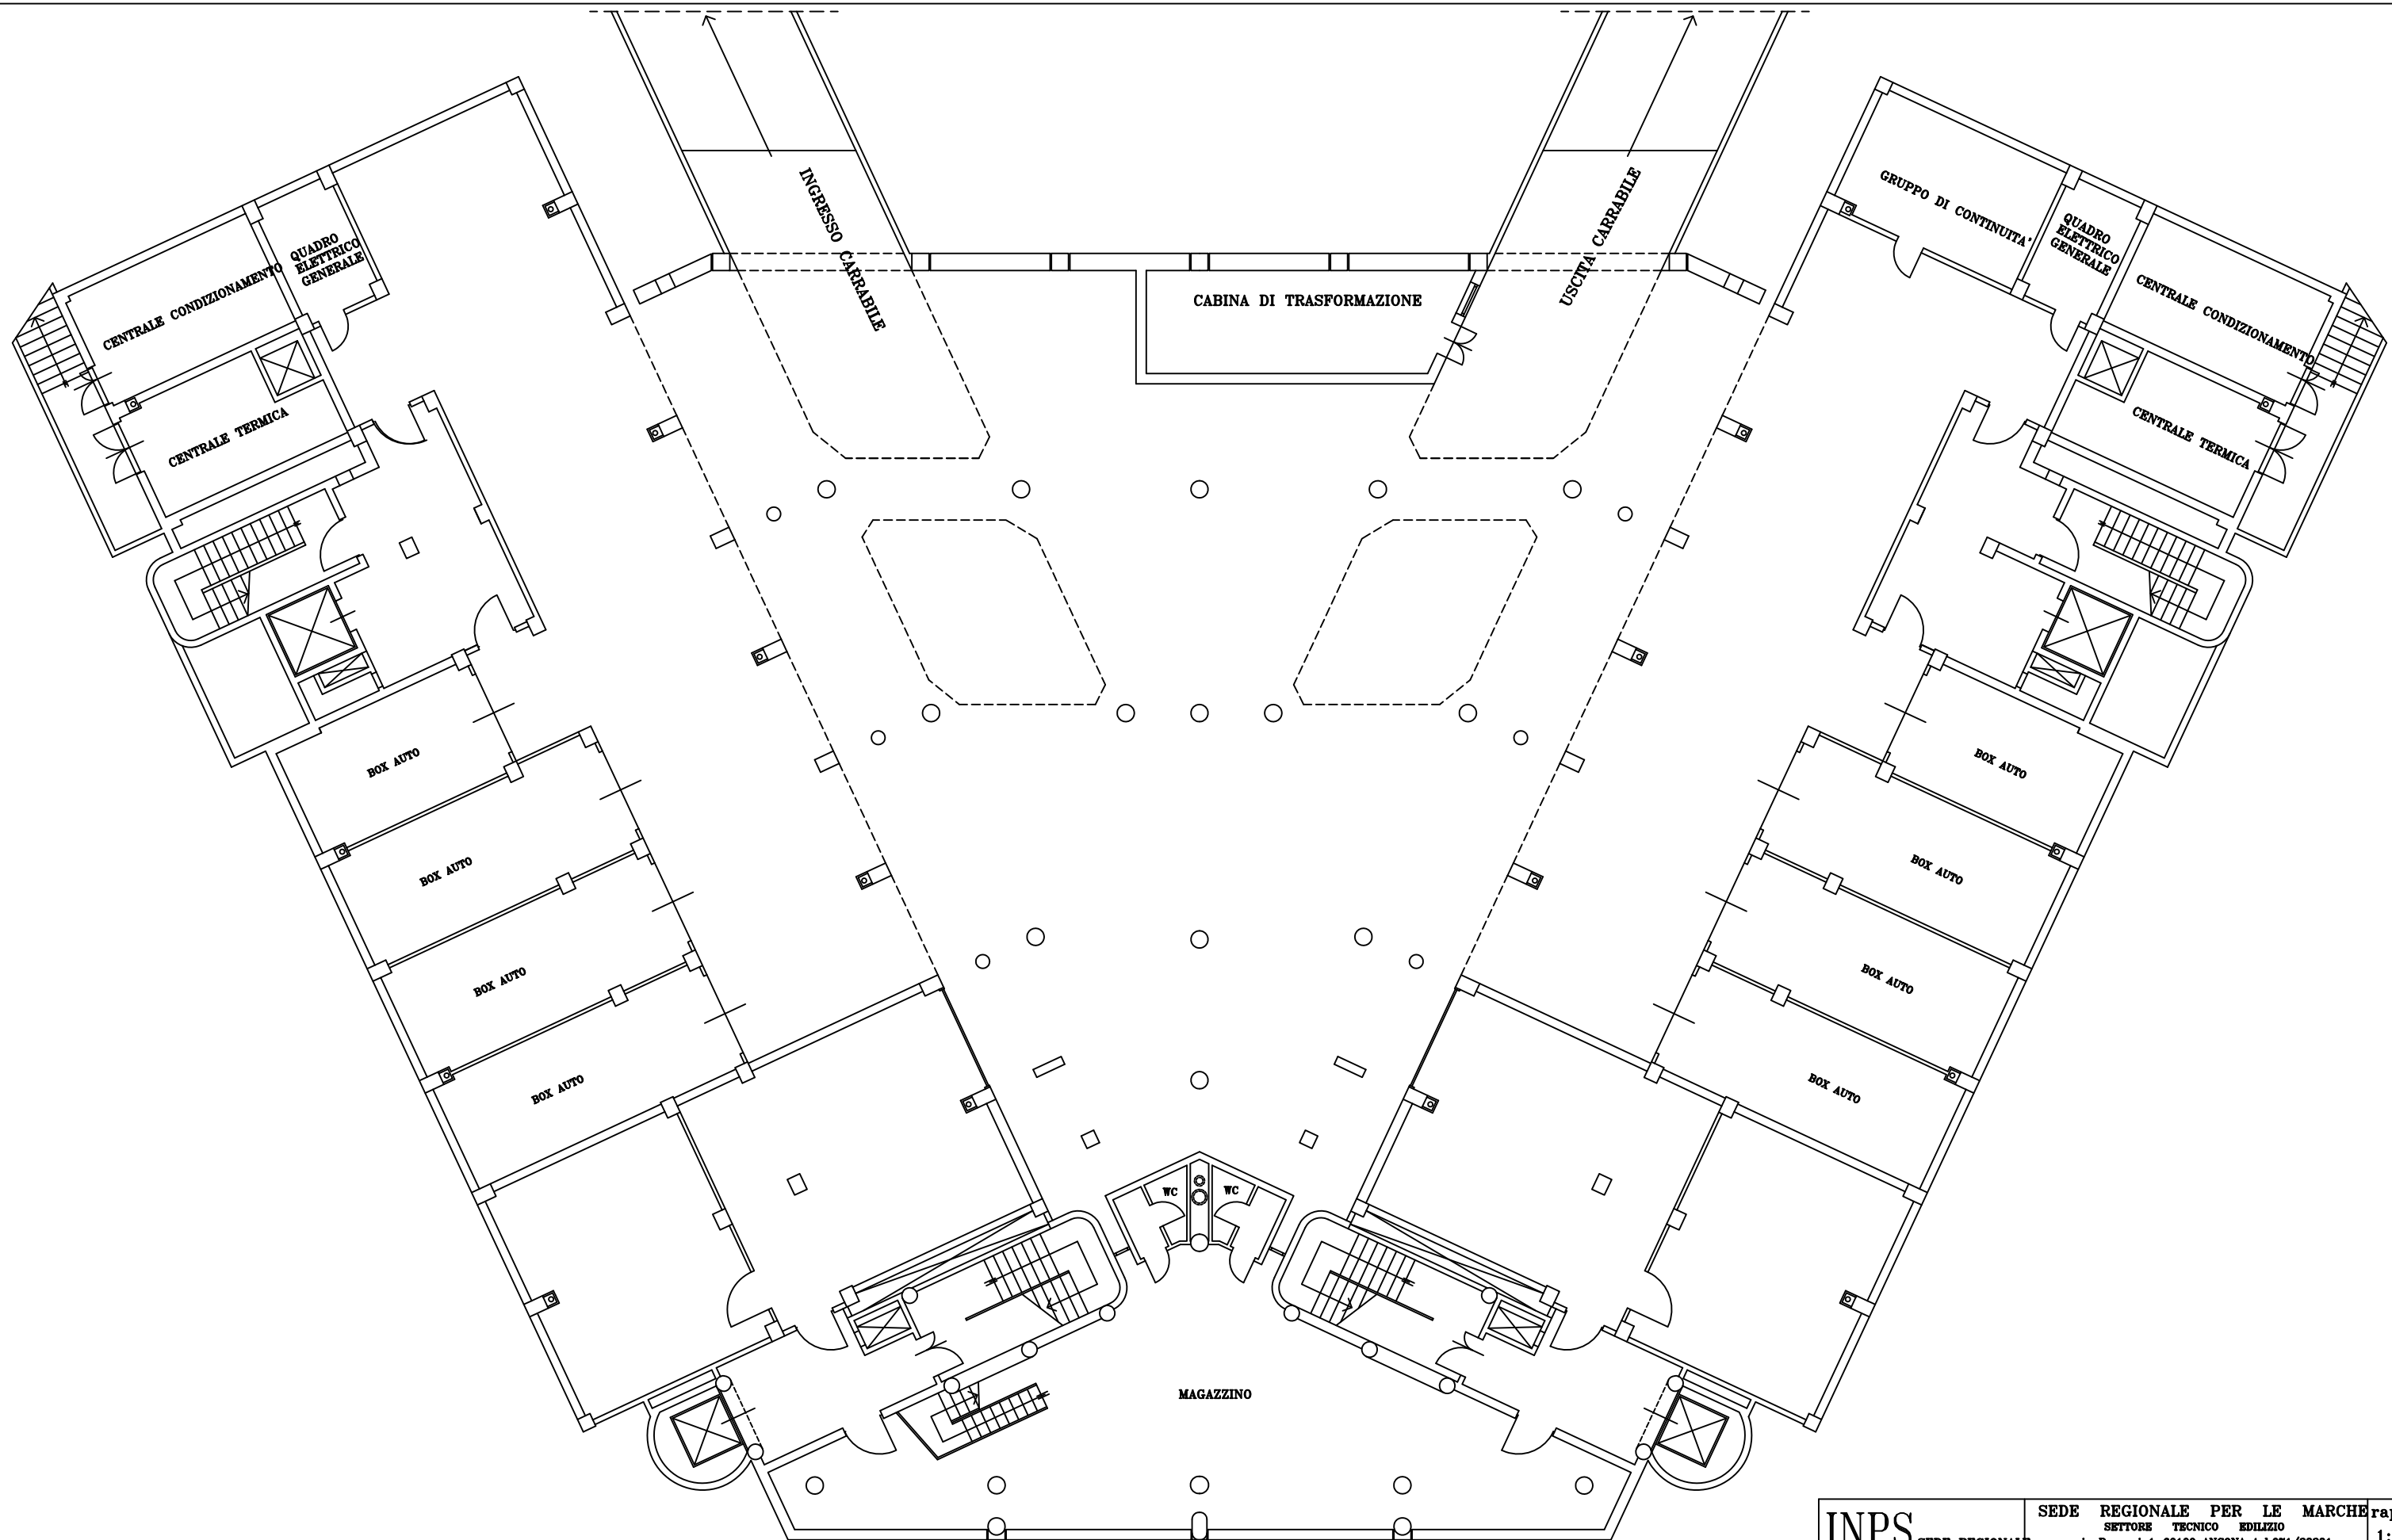 INGRESSO CARRABILE
USCITA CARRABILE
GRUPPO DI CONTINUITA'
QUADRO
ELETTRICO
GENERALE
QUADRO
ELETTRICO
GENERALE
CENTRALE CONDIZIONAMENTO
CABINA DI TRASFORMAZIONE
CENTRALE CONDIZIONAMENTO
CENTRALE TERMICA
CENTRALE TERMICA
BOX AUTO
BOX AUTO
BOX AUTO
BOX AUTO
BOX AUTO
BOX AUTO
BOX AUTO
BOX AUTO
WC
WC
MAGAZZINO
INPS
SEDE REGIONALE
SEDE REGIONALE PER LE MARCHE
SETTORE TECNICO EDILIZIO